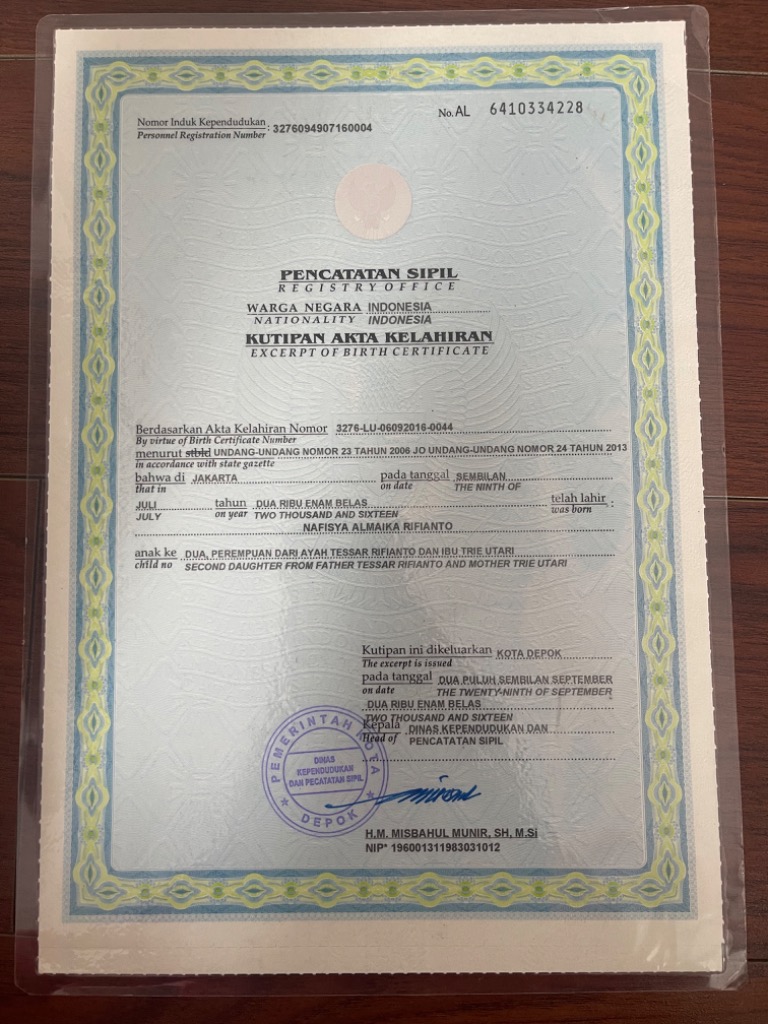 Nomor Induk Kependudukan : 3276094907160004
Personnel Registration Number
No. AL 6410334228
PENCATATAN SIPIL
REGISTRY OFFICE
WARGA NEGARA INDONESIA
NATIONALITY INDONESIA
KUTIPAN AKTA KELAHIRAN
EXCERPT OF BIRTH CERTIFICATE
Berdasarkan Akta Kelahiran Nomor 3276-LU-06092016-0044
By virtue of Birth Certificate Number
menurut stbld UNDANG-UNDANG NOMOR 23 TAHUN 2006 JO UNDANG-UNDANG NOMOR 24 TAHUN 2013
in accordance with state gazette
bahwa di JAKARTA pada tanggal SEMBILAN
that in on date THE NINTH OF
JULI tahun DUA RIBU ENAM BELAS telah lahir :
JULY on year TWO THOUSAND AND SIXTEEN was born
NAFISYA ALMAIKA RIFIANTO
anak ke DUA, PEREMPUAN DARI AYAH TESSAR RIFIANTO DAN IBU TRIE UTARI
child no SECOND DAUGHTER FROM FATHER TESSAR RIFIANTO AND MOTHER TRIE UTARI
Kutipan ini dikeluarkan KOTA DEPOK
The excerpt is issued
pada tanggal DUA PULUH SEMBILAN SEPTEMBER
on date THE TWENTY-NINTH OF SEPTEMBER
DUA RIBU ENAM BELAS
TWO THOUSAND AND SIXTEEN
Kepala DINAS KEPENDUDUKAN DAN
Head of PENCATATAN SIPIL
PEMERINTAH KOTA
DINAS
KEPENDUDUKAN
DAN PECATATAN SIPIL
DEPOK
H.M. MISBAHUL MUNIR, SH, M.Si
NIP* 196001311983031012